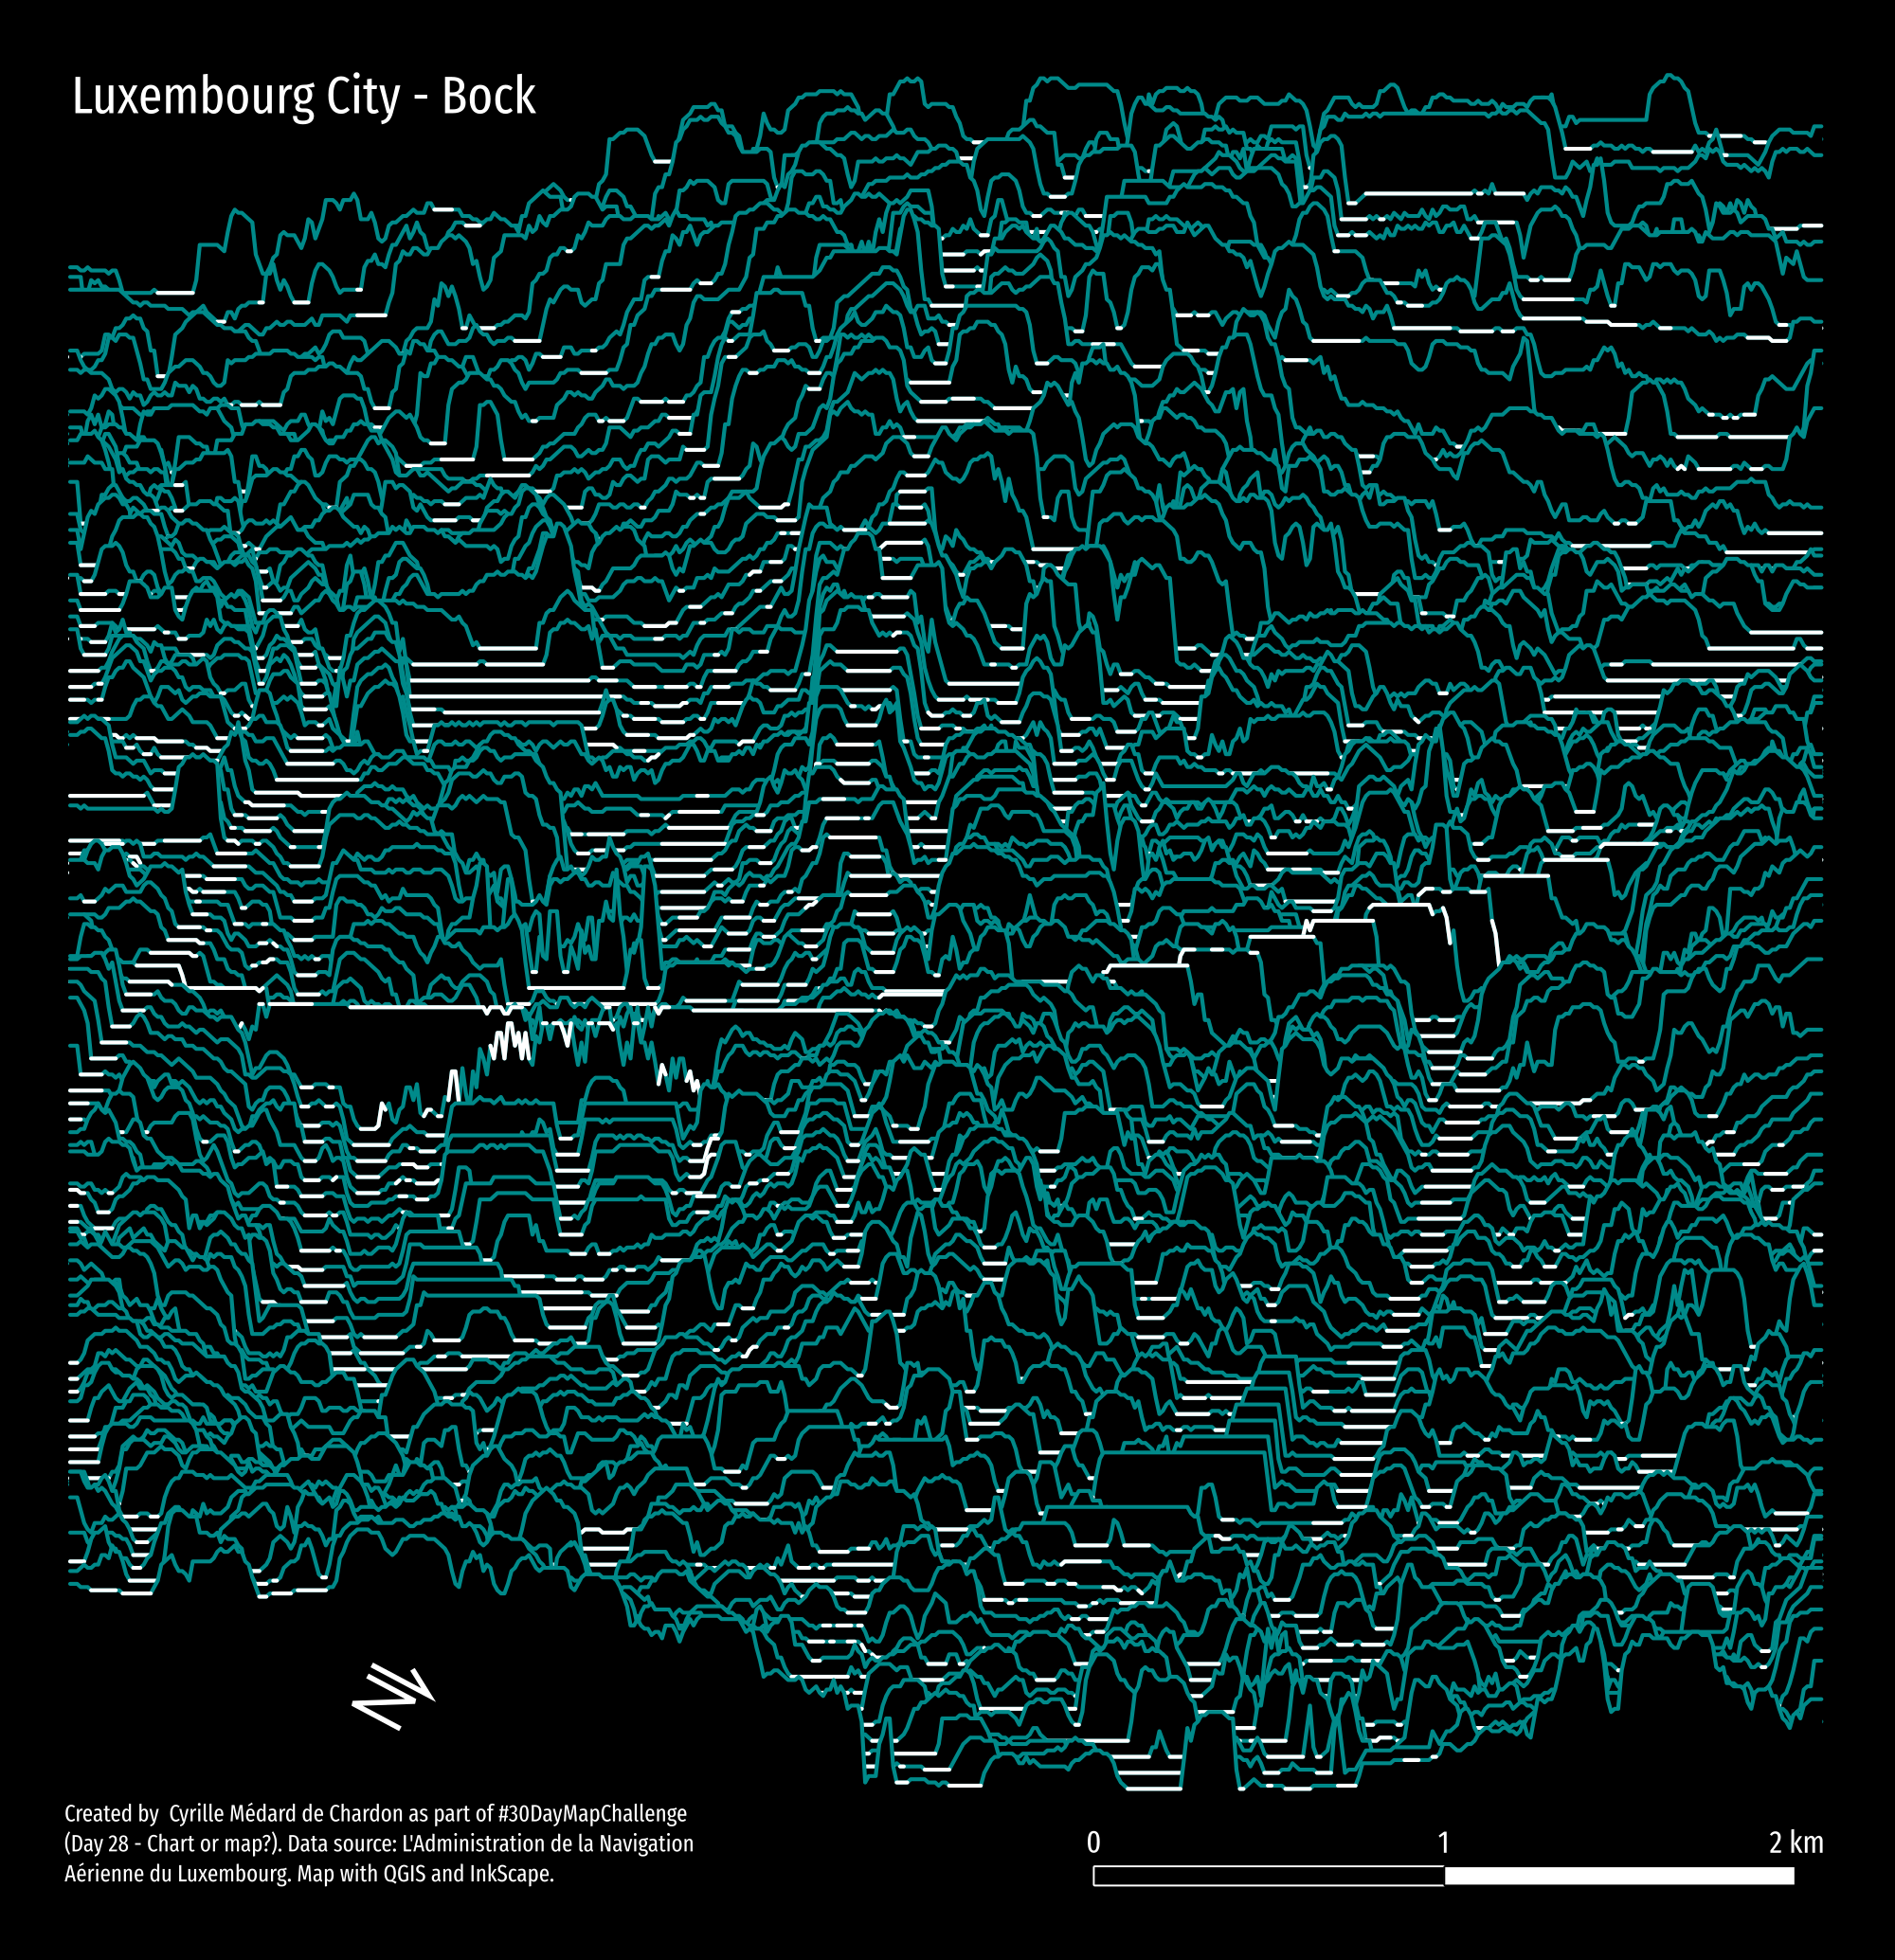 Luxembourg City - Bock
N
Created by  Cyrille Médard de Chardon as part of #30DayMapChallenge
(Day 28 - Chart or map?). Data source: L'Administration de la Navigation
Aérienne du Luxembourg. Map with QGIS and InkScape.
0 1 2 km